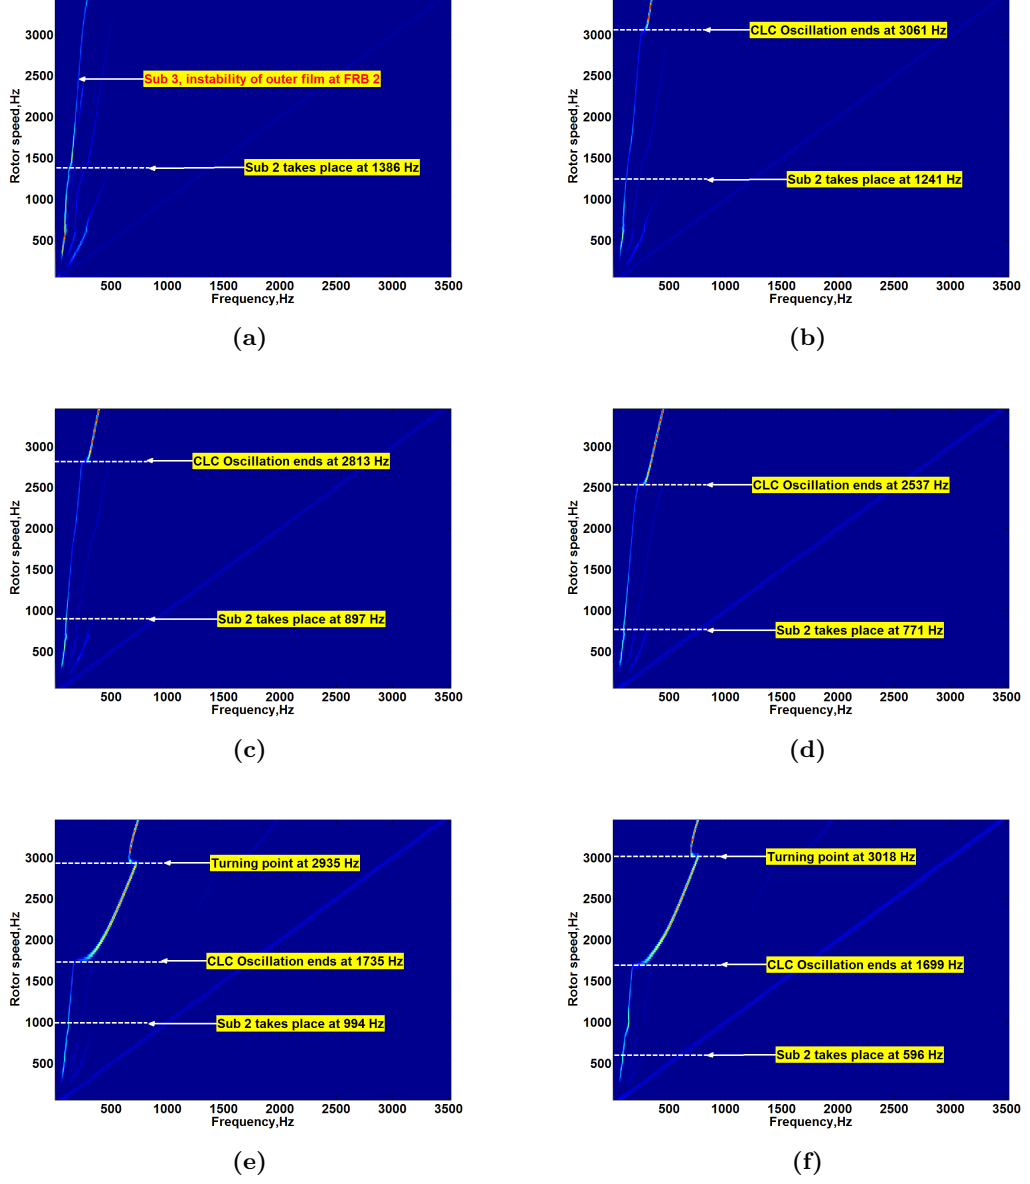 3000
2500
2000
1500
1000
500
Rotor speed,Hz
Sub 3, instability of outer film at FRB 2
Sub 2 takes place at 1386 Hz
500 1000 1500 2000 2500 3000 3500
Frequency,Hz
(a)
3000
2500
2000
1500
1000
500
Rotor speed,Hz
CLC Oscillation ends at 3061 Hz
Sub 2 takes place at 1241 Hz
500 1000 1500 2000 2500 3000 3500
Frequency,Hz
(b)
3000
2500
2000
1500
1000
500
Rotor speed,Hz
CLC Oscillation ends at 2813 Hz
Sub 2 takes place at 897 Hz
500 1000 1500 2000 2500 3000 3500
Frequency,Hz
(c)
3000
2500
2000
1500
1000
500
Rotor speed,Hz
CLC Oscillation ends at 2537 Hz
Sub 2 takes place at 771 Hz
500 1000 1500 2000 2500 3000 3500
Frequency,Hz
(d)
3000
2500
2000
1500
1000
500
Rotor speed,Hz
Turning point at 2935 Hz
CLC Oscillation ends at 1735 Hz
Sub 2 takes place at 994 Hz
500 1000 1500 2000 2500 3000 3500
Frequency,Hz
(e)
3000
2500
2000
1500
1000
500
Rotor speed,Hz
Turning point at 3018 Hz
CLC Oscillation ends at 1699 Hz
Sub 2 takes place at 596 Hz
500 1000 1500 2000 2500 3000 3500
Frequency,Hz
(f)